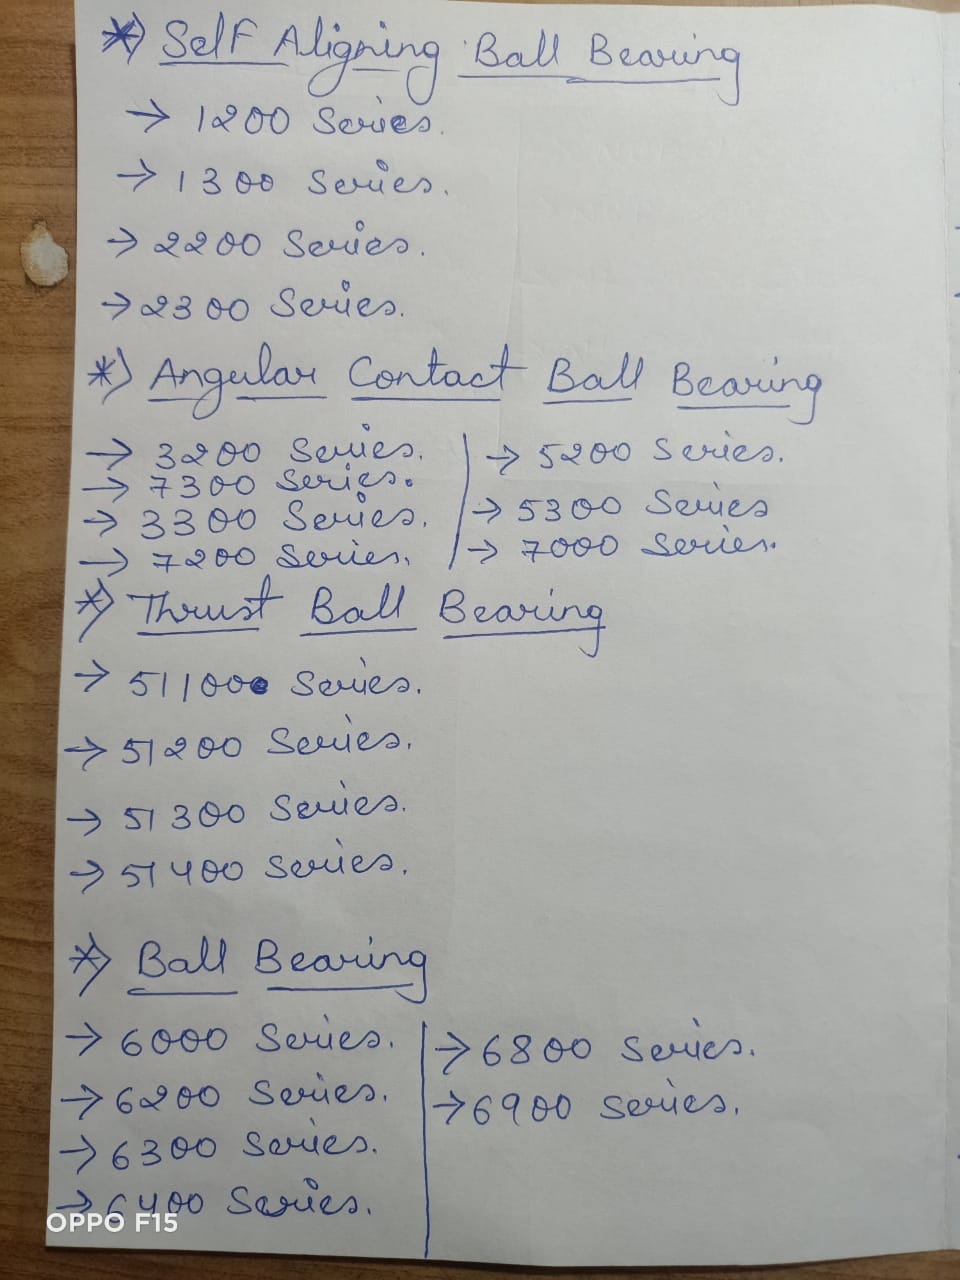 *) Self Aligning Ball Bearing
→ 1200 Series.
→ 1300 Series.
→ 2200 Series.
→ 2300 Series.
*) Angular Contact Ball Bearing
→ 3200 Series.
→ 7300 Series.
→ 3300 Series.
→ 7200 Series.
→ 5200 Series.
→ 5300 Series
→ 7000 Series.
*) Thrust Ball Bearing
→ 51100 Series.
→ 51200 Series.
→ 51300 Series.
→ 51400 Series.
*) Ball Bearing
→ 6000 Series.
→ 6200 Series.
→ 6300 Series.
→ 6400 Series.
→ 6800 Series.
→ 6900 Series.
OPPO F15